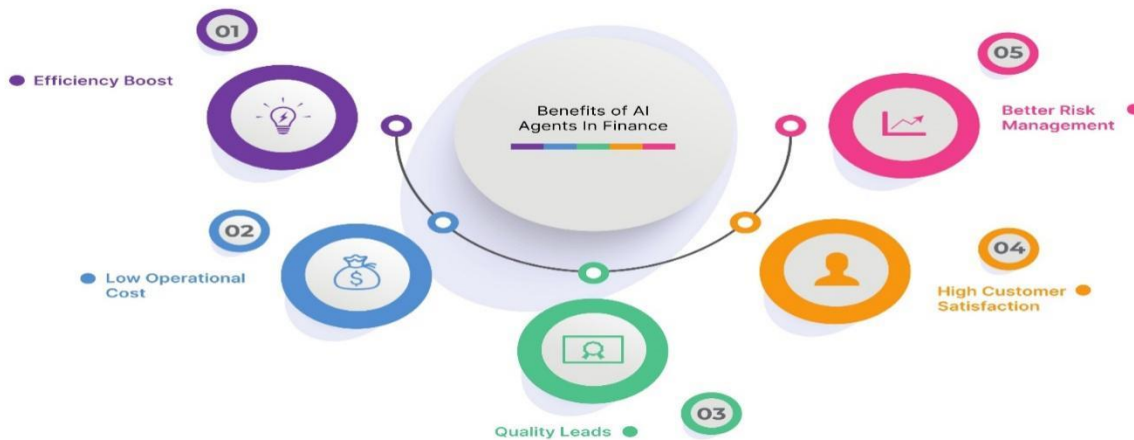 Benefits of AI
Agents In Finance
01
Efficiency Boost
02
Low Operational
Cost
$
03
Quality Leads
04
High Customer
Satisfaction
05
Better Risk
Management